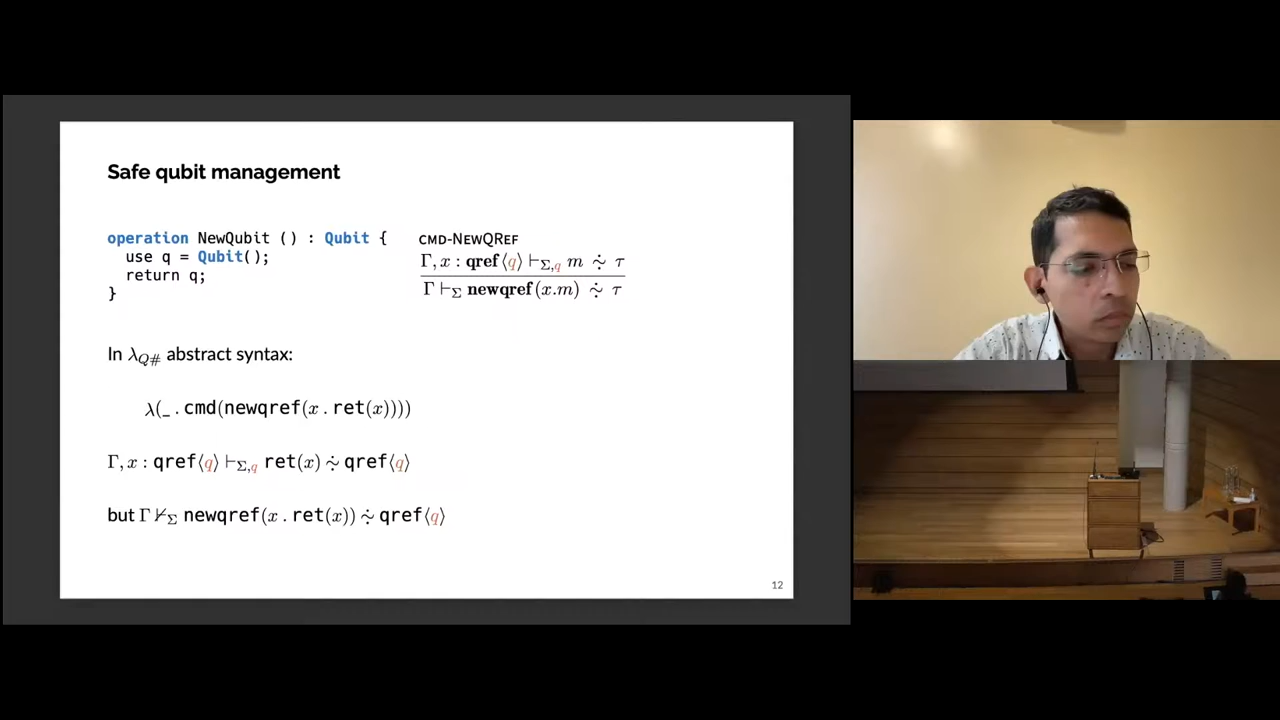 Safe qubit management
operation NewQubit () : Qubit {
use q = Qubit();
return q;
}
CMD-NEWQREF
Γ, x : qref⟨q⟩ ⊢Σ,q m ∻ τ
Γ ⊢Σ newqref(x.m) ∻ τ
In λQ# abstract syntax:
λ(_ . cmd(newqref(x . ret(x))))
Γ, x : qref⟨q⟩ ⊢Σ,q ret(x) ∻ qref⟨q⟩
but Γ ⊬Σ newqref(x . ret(x)) ∻ qref⟨q⟩
12